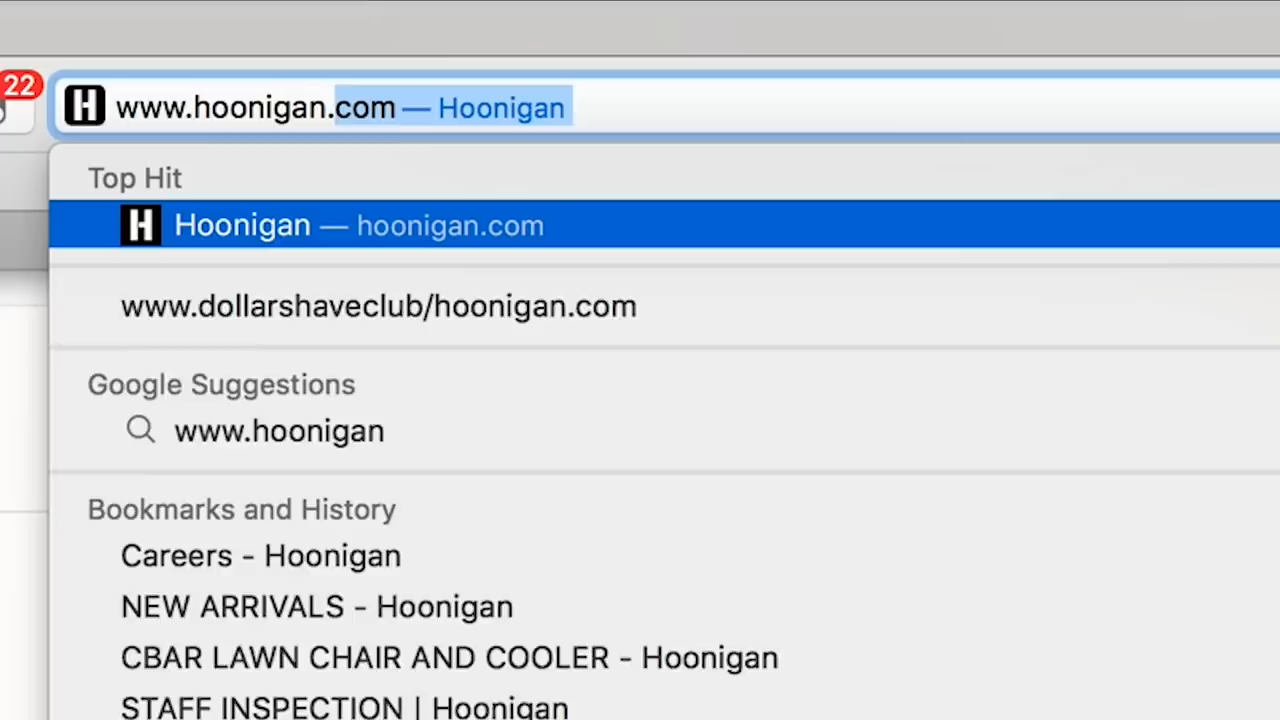 22
H www.hoonigan.com — Hoonigan
Top Hit
H Hoonigan — hoonigan.com
www.dollarshaveclub/hoonigan.com
Google Suggestions
www.hoonigan
Bookmarks and History
Careers - Hoonigan
NEW ARRIVALS - Hoonigan
CBAR LAWN CHAIR AND COOLER - Hoonigan
STAFF INSPECTION | Hoonigan